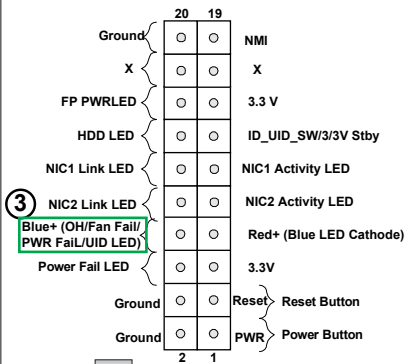 20 19
Ground NMI
X X
FP PWRLED 3.3 V
HDD LED ID_UID_SW/3/3V Stby
NIC1 Link LED NIC1 Activity LED
3 NIC2 Link LED NIC2 Activity LED
Blue+ (OH/Fan Fail/
PWR FaiL/UID LED) Red+ (Blue LED Cathode)
Power Fail LED 3.3V
Ground Reset Reset Button
Ground PWR Power Button
2 1